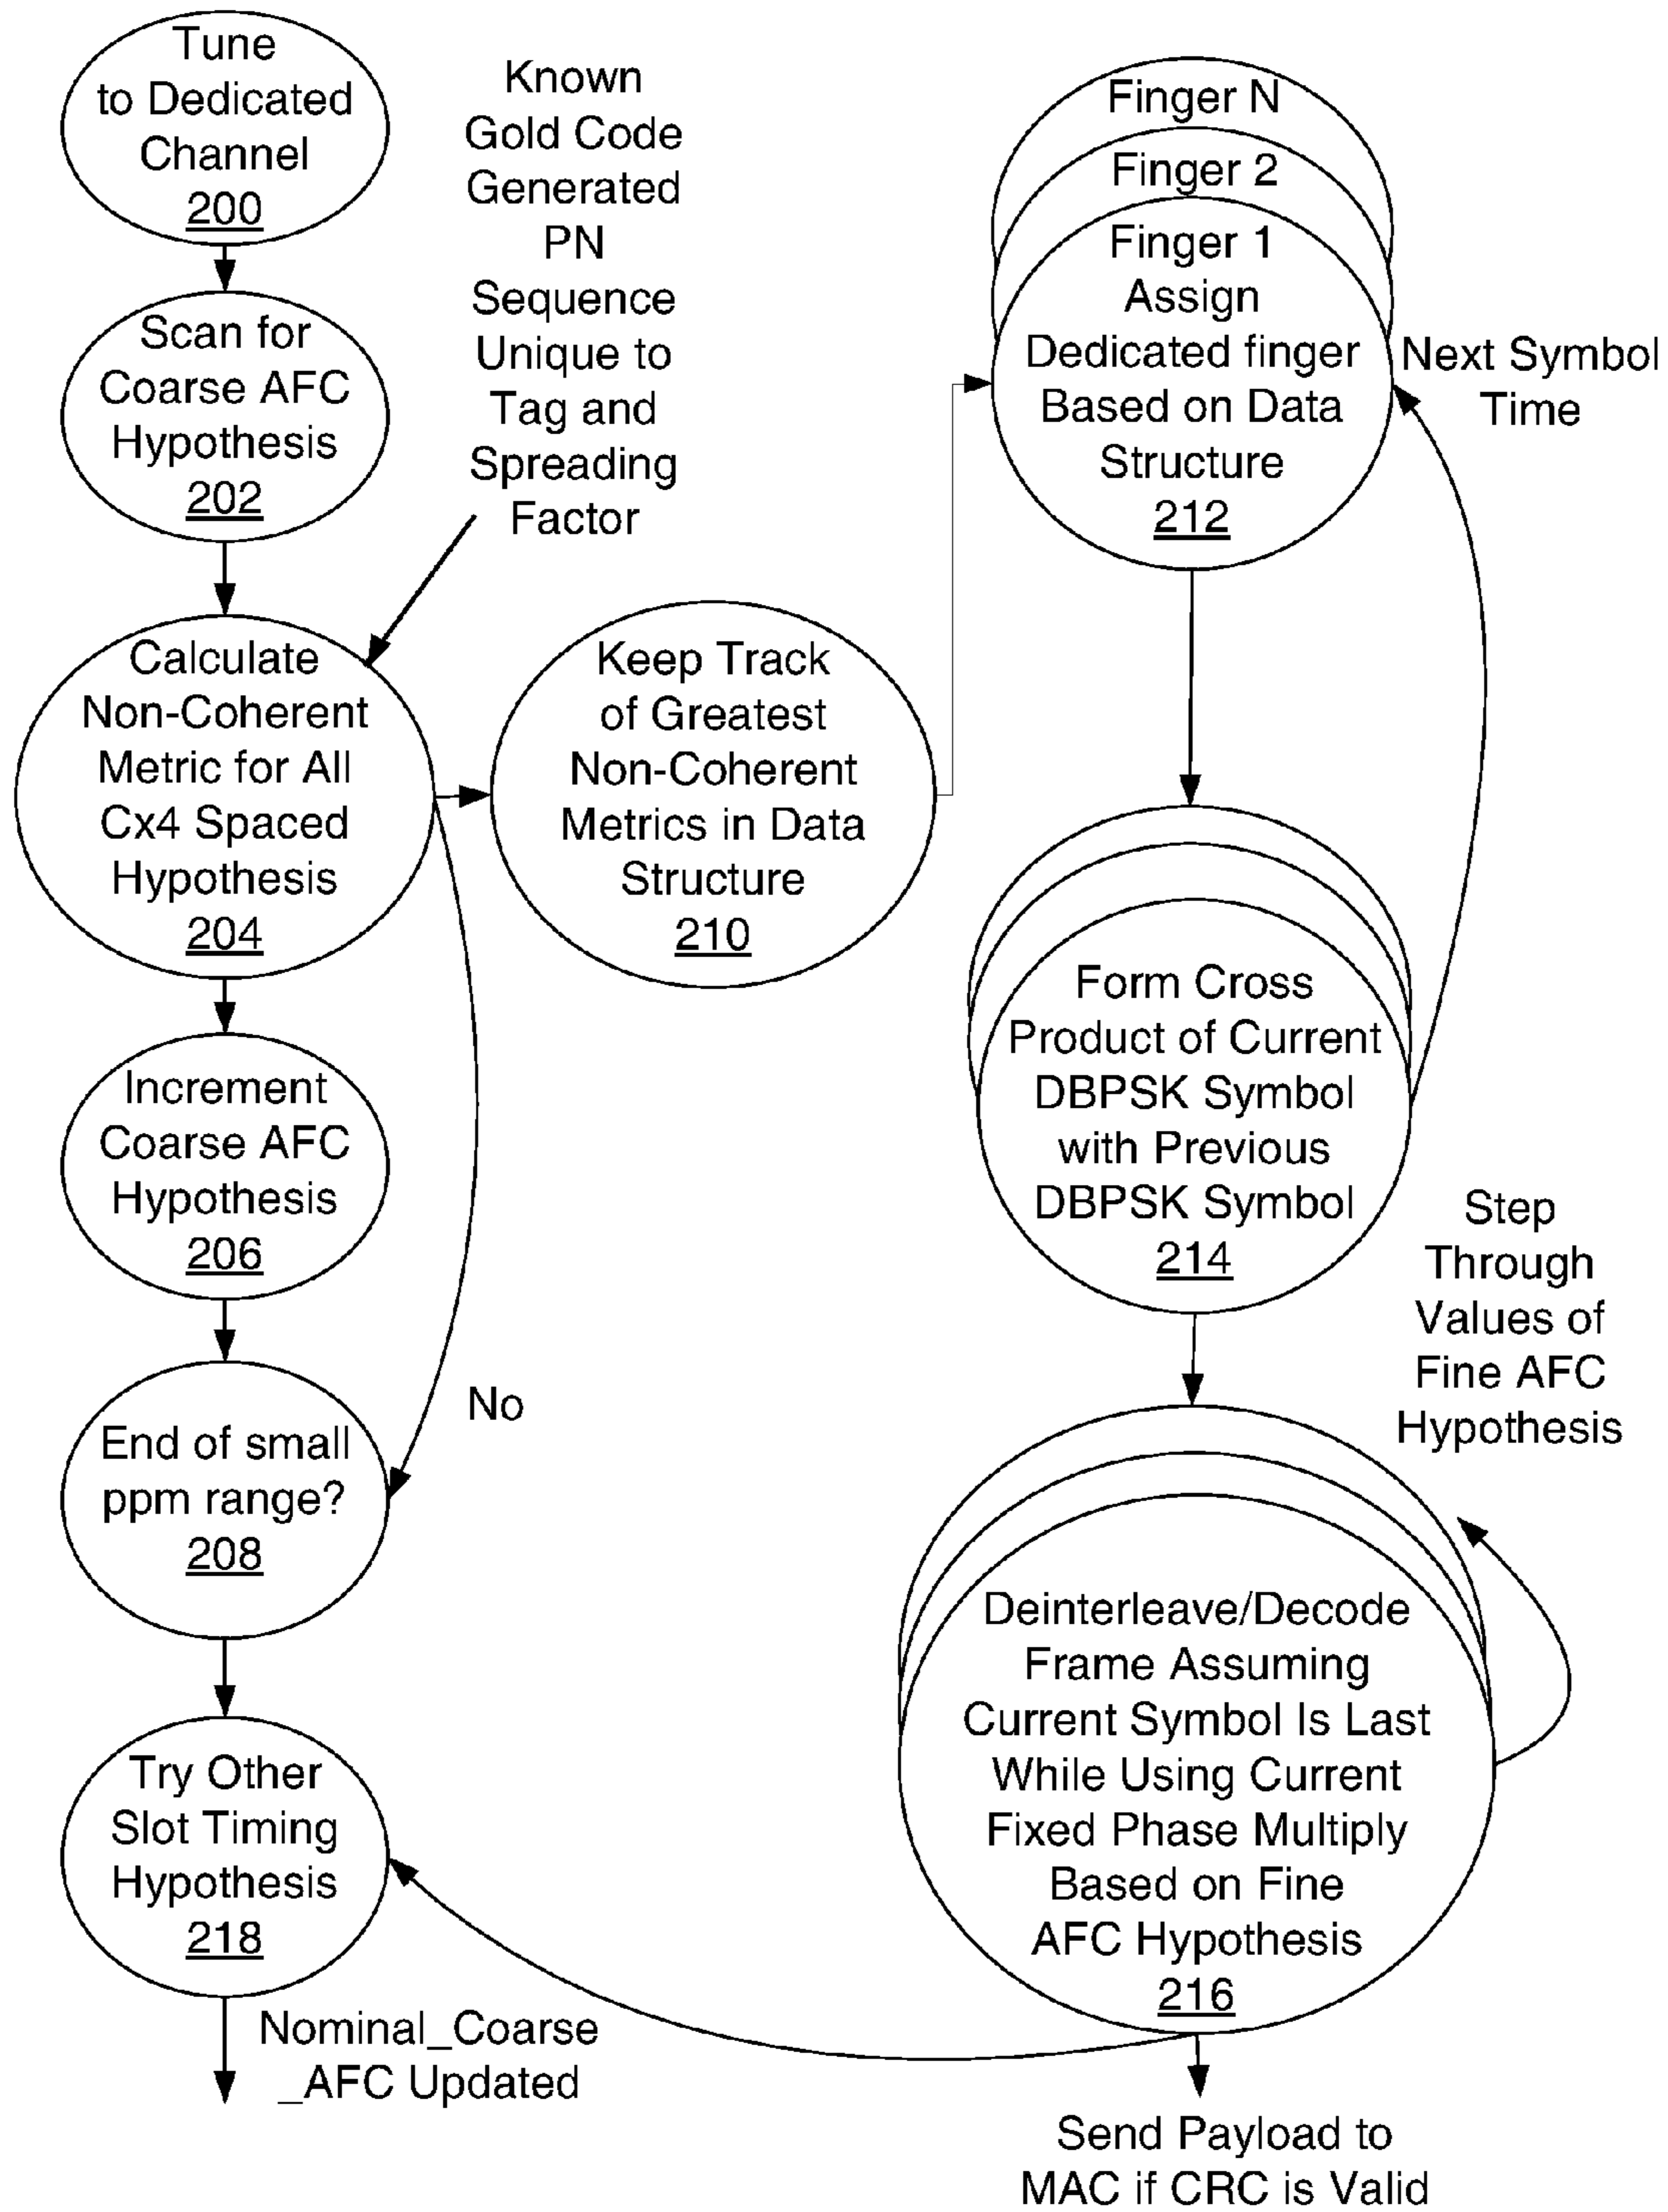 Tune
to Dedicated
Channel
200
Scan for
Coarse AFC
Hypothesis
202
Known
Gold Code
Generated
PN
Sequence
Unique to
Tag and
Spreading
Factor
Calculate
Non-Coherent
Metric for All
Cx4 Spaced
Hypothesis
204
Increment
Coarse AFC
Hypothesis
206
End of small
ppm range?
208
No
Try Other
Slot Timing
Hypothesis
218
Nominal_Coarse
_AFC Updated
Keep Track
of Greatest
Non-Coherent
Metrics in Data
Structure
210
Finger N
Finger 2
Finger 1
Assign
Dedicated finger
Based on Data
Structure
212
Next Symbol
Time
Form Cross
Product of Current
DBPSK Symbol
with Previous
DBPSK Symbol
214
Step
Through
Values of
Fine AFC
Hypothesis
Deinterleave/Decode
Frame Assuming
Current Symbol Is Last
While Using Current
Fixed Phase Multiply
Based on Fine
AFC Hypothesis
216
Send Payload to
MAC if CRC is Valid